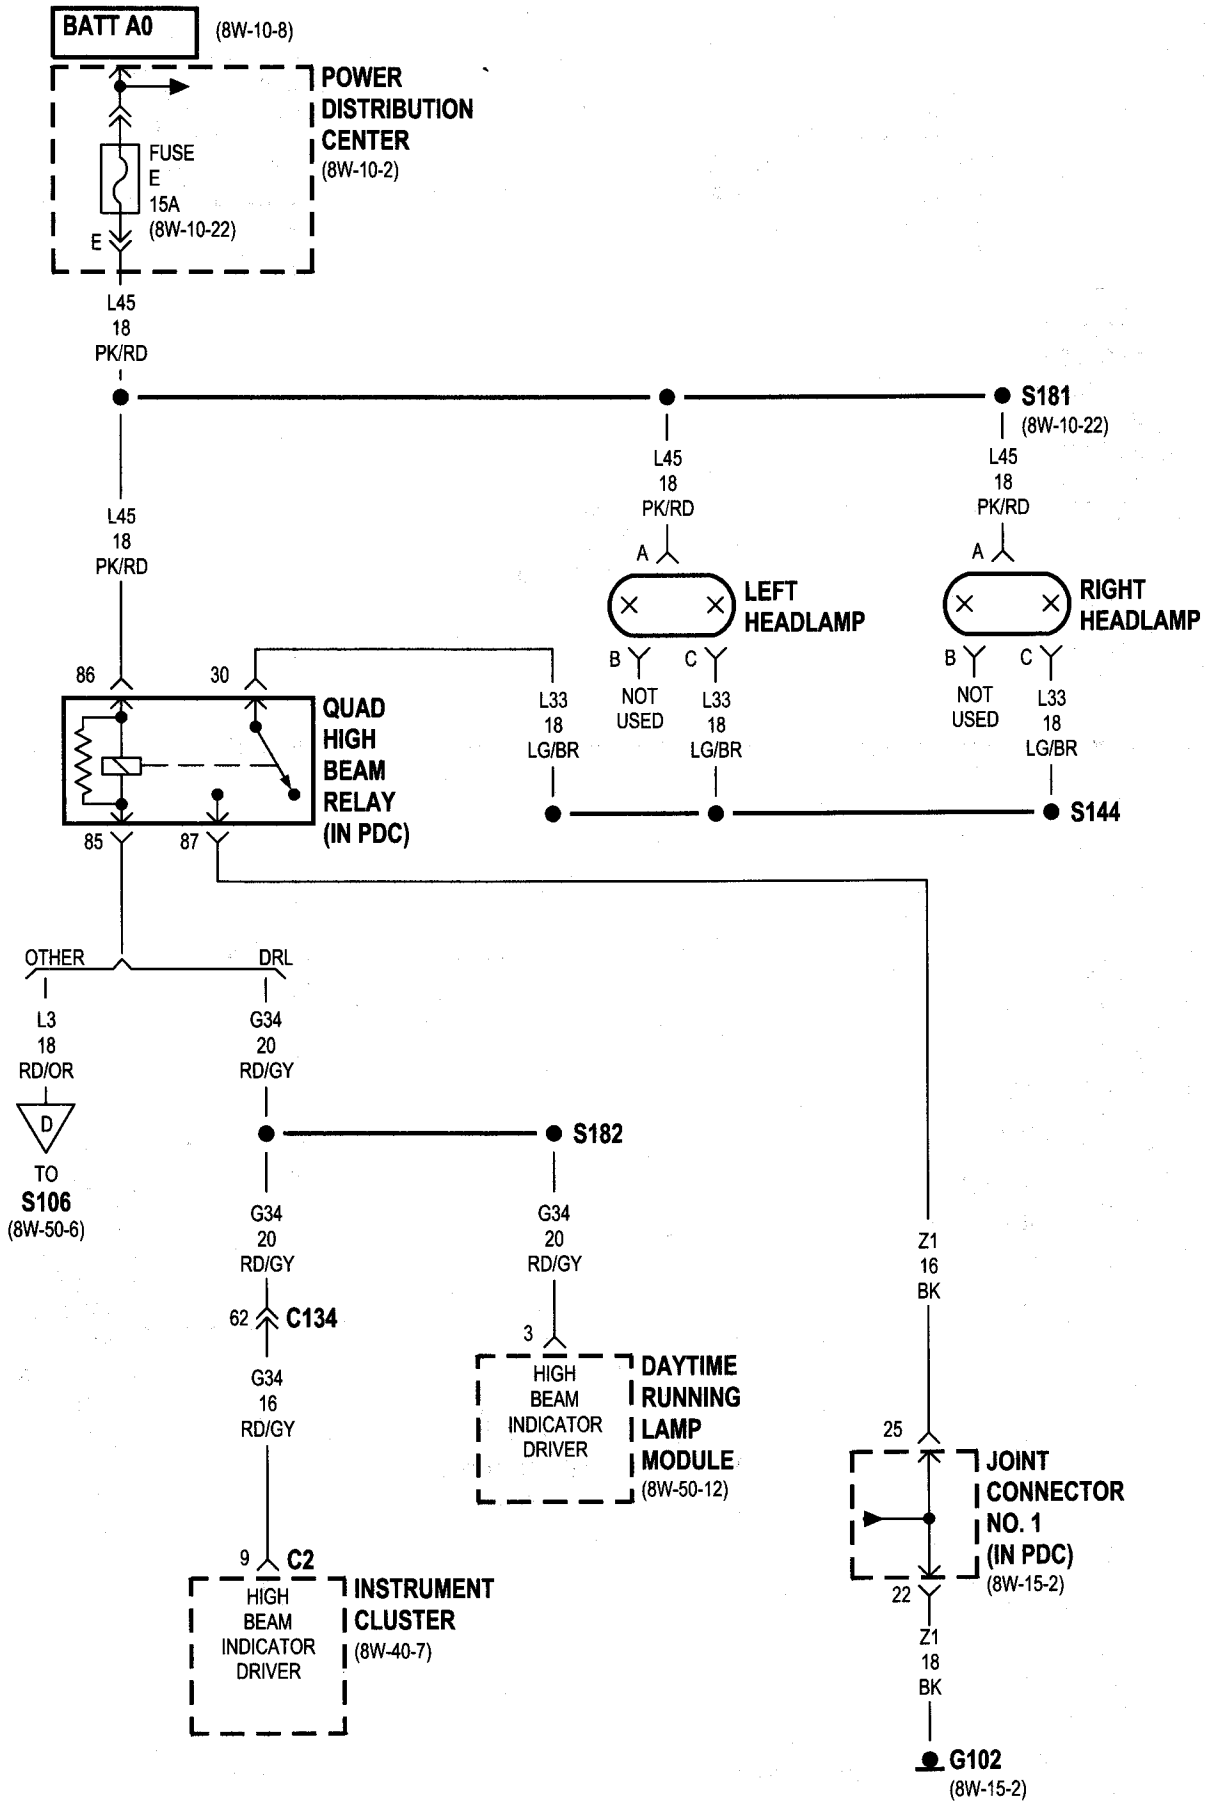 BATT A0
(8W-10-8)
POWER
DISTRIBUTION
CENTER
(8W-10-2)
FUSE
E
15A
(8W-10-22)
E
L45
18
PK/RD
S181
(8W-10-22)
L45
18
PK/RD
L45
18
PK/RD
L45
18
PK/RD
A
A
LEFT
HEADLAMP
RIGHT
HEADLAMP
B
C
B
C
NOT
USED
NOT
USED
86
30
L33
18
LG/BR
L33
18
LG/BR
L33
18
LG/BR
QUAD
HIGH
BEAM
RELAY
(IN PDC)
S144
85
87
OTHER
DRL
L3
18
RD/OR
G34
20
RD/GY
D
TO
S106
(8W-50-6)
S182
G34
20
RD/GY
G34
20
RD/GY
Z1
16
BK
62
C134
3
G34
16
RD/GY
HIGH
BEAM
INDICATOR
DRIVER
DAYTIME
RUNNING
LAMP
MODULE
(8W-50-12)
25
JOINT
CONNECTOR
NO. 1
(IN PDC)
(8W-15-2)
9
C2
HIGH
BEAM
INDICATOR
DRIVER
INSTRUMENT
CLUSTER
(8W-40-7)
22
Z1
18
BK
G102
(8W-15-2)